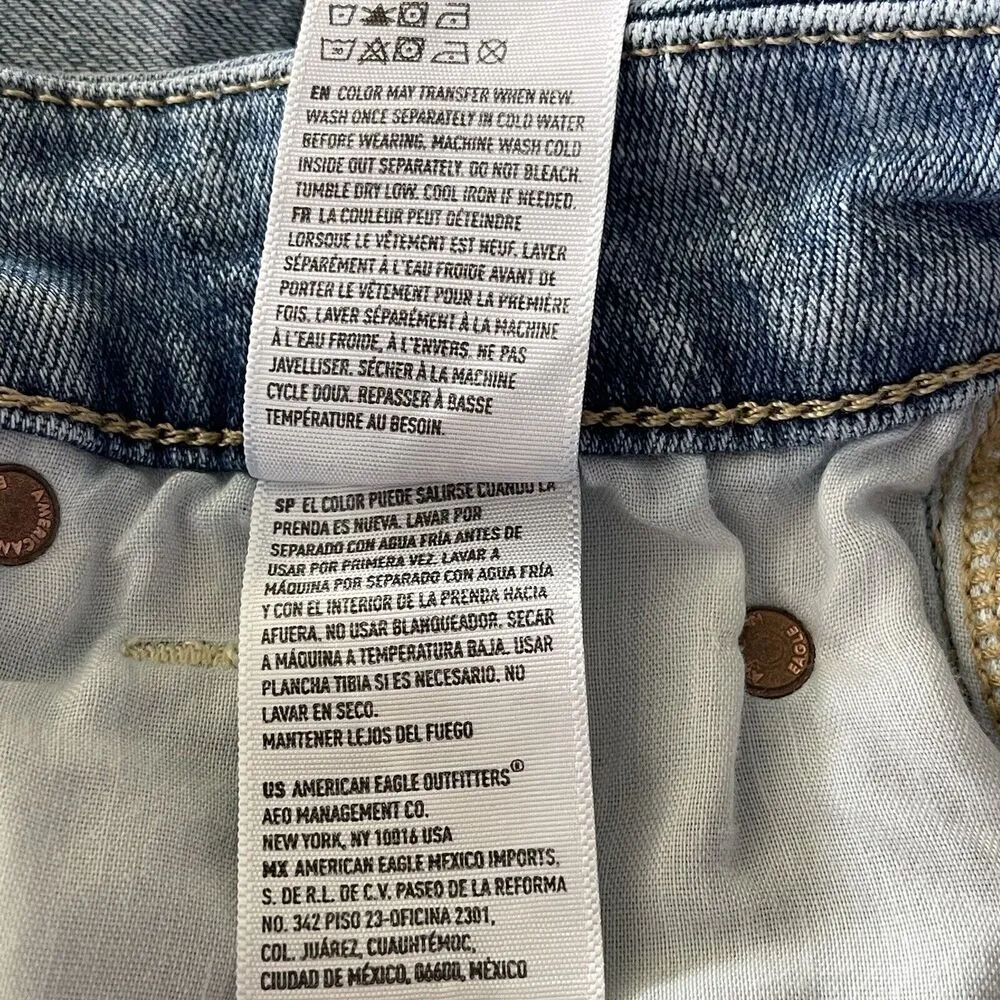 EN COLOR MAY TRANSFER WHEN NEW.
WASH ONCE SEPARATELY IN COLD WATER
BEFORE WEARING. MACHINE WASH COLD
INSIDE OUT SEPARATELY. DO NOT BLEACH.
TUMBLE DRY LOW. COOL IRON IF NEEDED.
FR LA COULEUR PEUT DÉTEINDRE
LORSQUE LE VÊTEMENT EST NEUF. LAVER
SÉPARÉMENT À L'EAU FROIDE AVANT DE
PORTER LE VÊTEMENT POUR LA PREMIÈRE
FOIS. LAVER SÉPARÉMENT À LA MACHINE
À L'EAU FROIDE, À L'ENVERS. NE PAS
JAVELLISER. SÉCHER À LA MACHINE
CYCLE DOUX. REPASSER À BASSE
TEMPÉRATURE AU BESOIN.
SP EL COLOR PUEDE SALIRSE CUANDO LA
PRENDA ES NUEVA. LAVAR POR
SEPARADO CON AGUA FRÍA ANTES DE
USAR POR PRIMERA VEZ. LAVAR A
MÁQUINA POR SEPARADO CON AGUA FRÍA
Y CON EL INTERIOR DE LA PRENDA HACIA
AFUERA. NO USAR BLANQUEADOR. SECAR
A MÁQUINA A TEMPERATURA BAJA. USAR
PLANCHA TIBIA SI ES NECESARIO. NO
LAVAR EN SECO.
MANTENER LEJOS DEL FUEGO
US AMERICAN EAGLE OUTFITTERS®
AEO MANAGEMENT CO.
NEW YORK, NY 10016 USA
MX AMERICAN EAGLE MEXICO IMPORTS,
S. DE R.L. DE C.V. PASEO DE LA REFORMA
NO. 342 PISO 23-OFICINA 2301,
COL. JUÁREZ, CUAUHTÉMOC,
CIUDAD DE MÉXICO, 06600, MÉXICO
AMERICAN
EAGLE